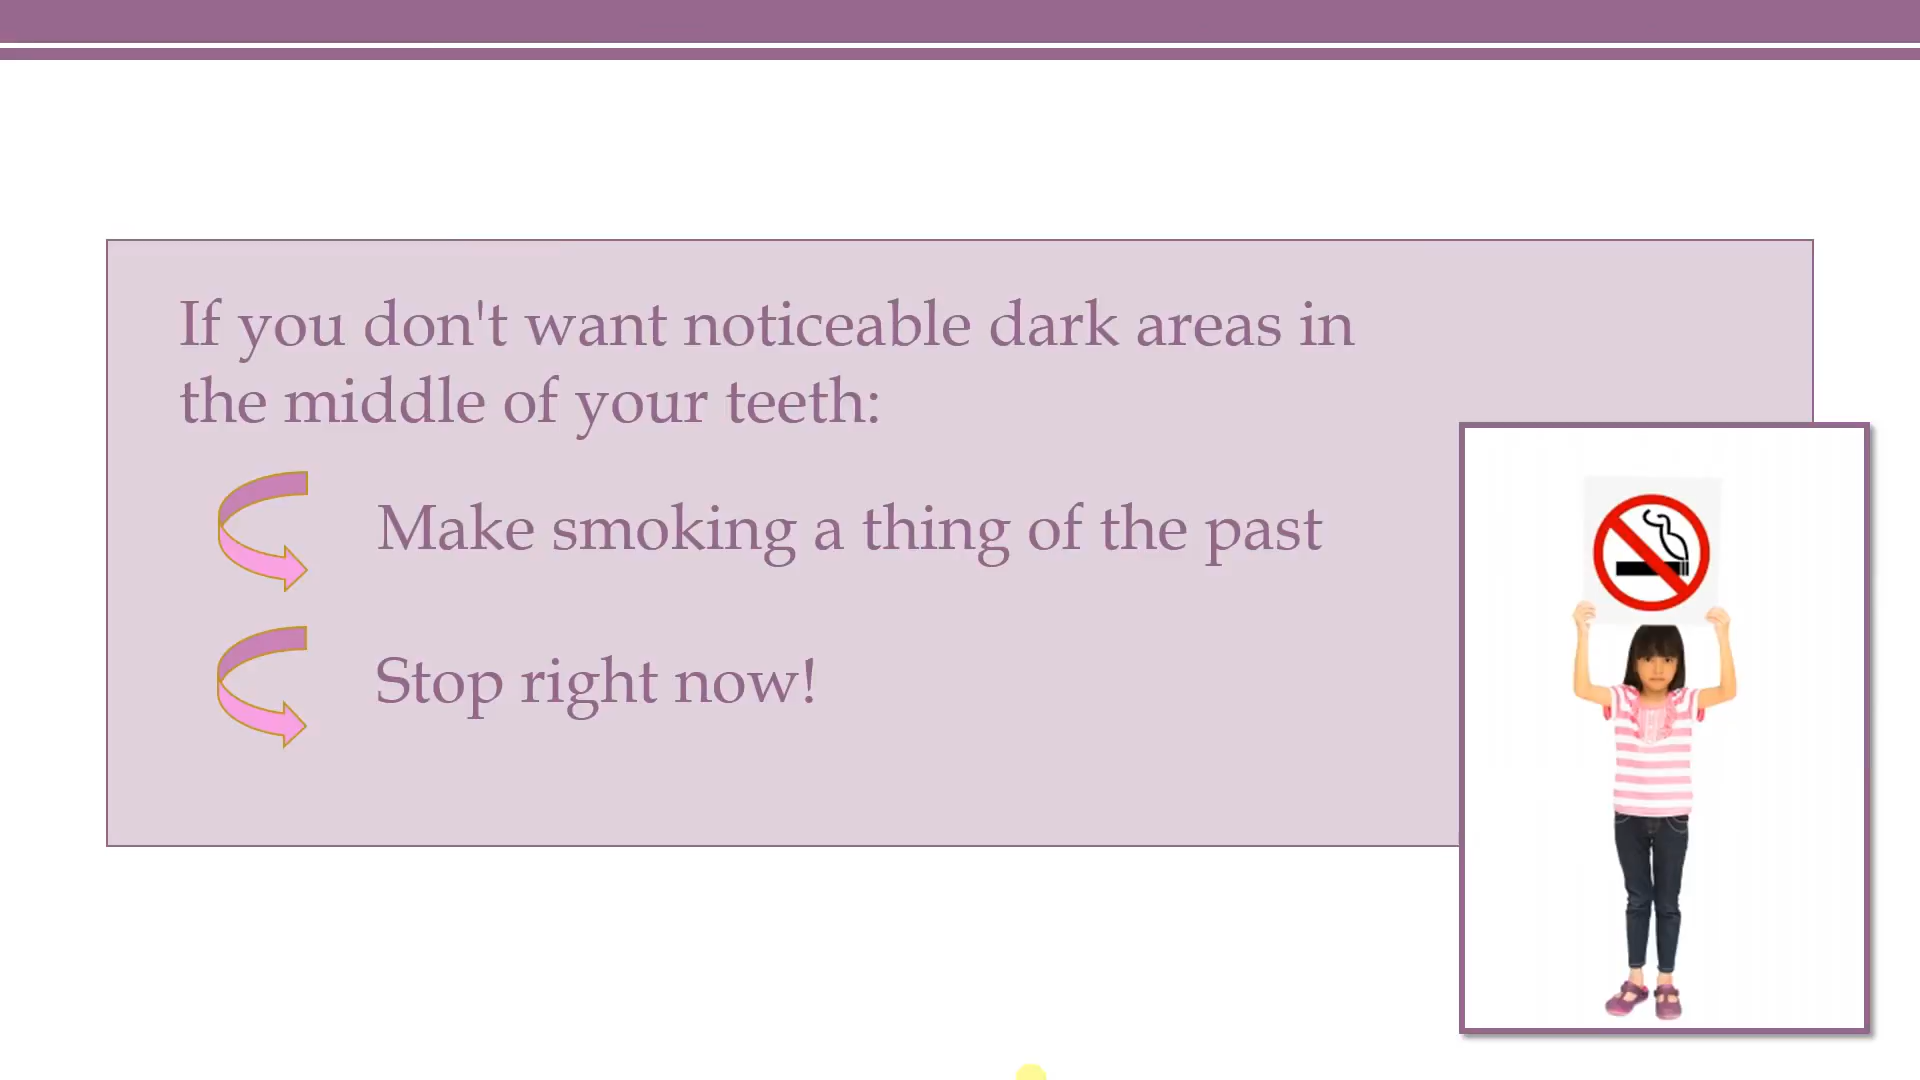 If you don't want noticeable dark areas in
the middle of your teeth:
Make smoking a thing of the past
Stop right now!